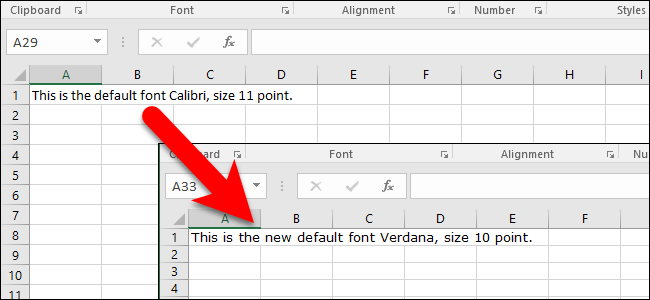 Clipboard Font Alignment Number Styles
A29 fx
A B C D E F G H I
1 This is the default font Calibri, size 11 point.
2
3
4
5
6
7
8
9
10
11
Clipboard Font Alignment Nu
A33 fx
A B C D E F
1 This is the new default font Verdana, size 10 point.
2
3
4